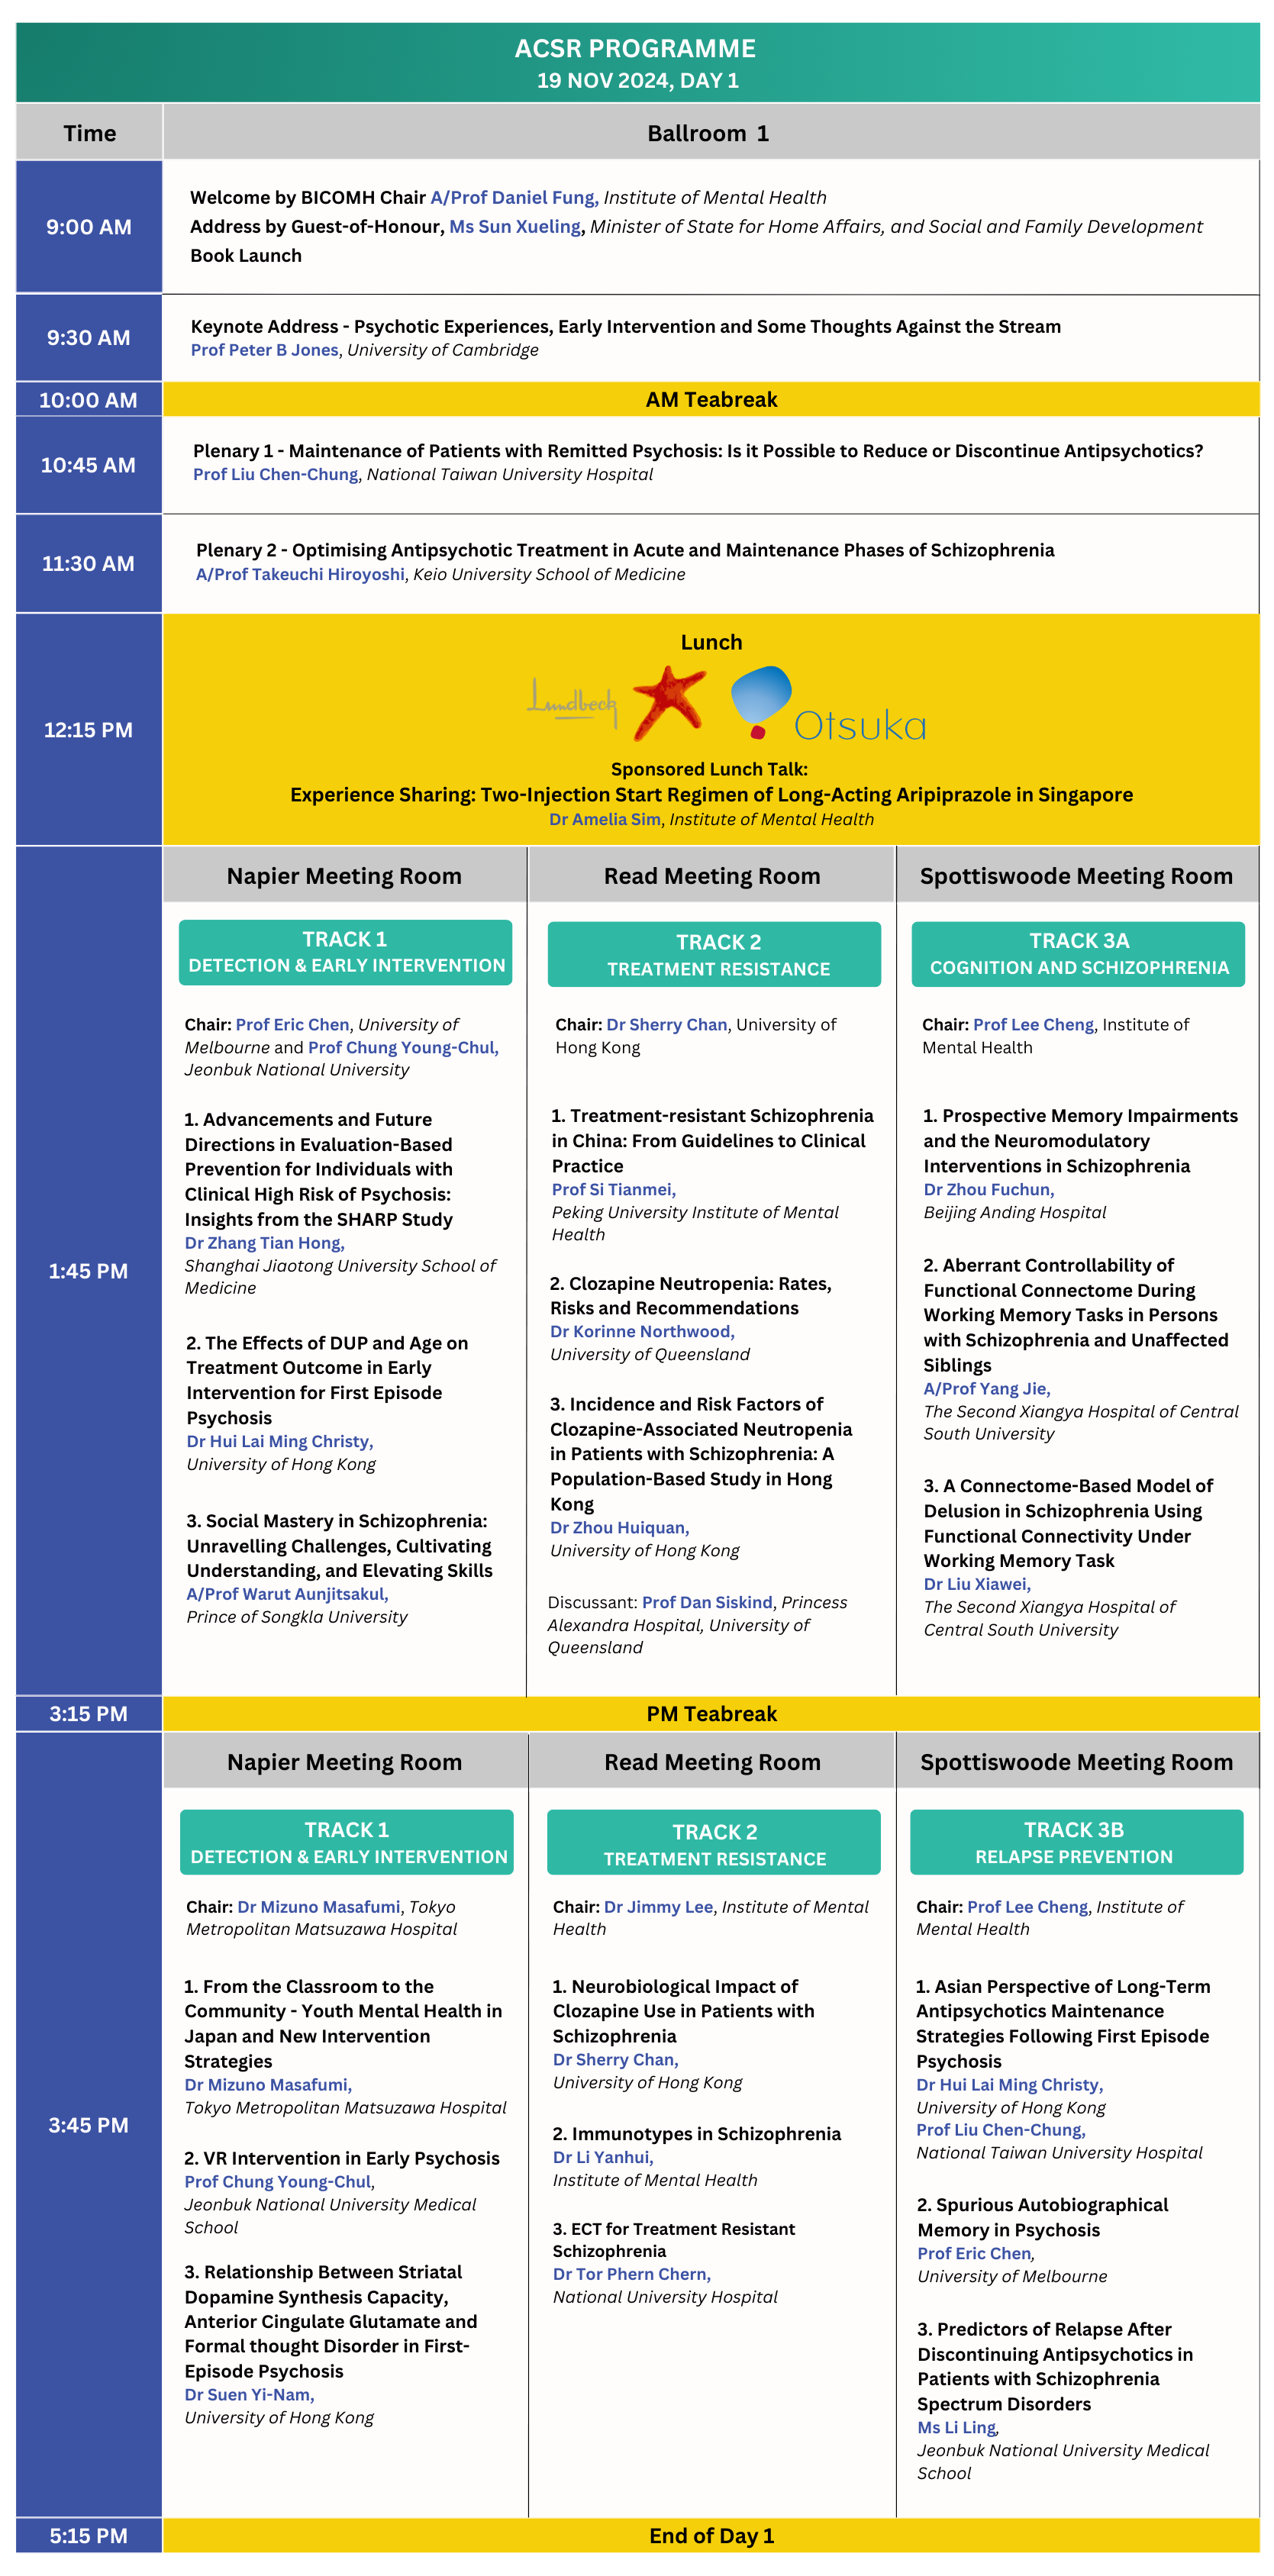 ACSR PROGRAMME
19 NOV 2024, DAY 1
Time
Ballroom 1
9:00 AM
Welcome by BICOMH Chair A/Prof Daniel Fung, Institute of Mental Health
Address by Guest-of-Honour, Ms Sun Xueling, Minister of State for Home Affairs, and Social and Family Development
Book Launch
9:30 AM
Keynote Address - Psychotic Experiences, Early Intervention and Some Thoughts Against the Stream
Prof Peter B Jones, University of Cambridge
10:00 AM
AM Teabreak
10:45 AM
Plenary 1 - Maintenance of Patients with Remitted Psychosis: Is it Possible to Reduce or Discontinue Antipsychotics?
Prof Liu Chen-Chung, National Taiwan University Hospital
11:30 AM
Plenary 2 - Optimising Antipsychotic Treatment in Acute and Maintenance Phases of Schizophrenia
A/Prof Takeuchi Hiroyoshi, Keio University School of Medicine
12:15 PM
Lunch
Lundbeck
Otsuka
Sponsored Lunch Talk:
Experience Sharing: Two-Injection Start Regimen of Long-Acting Aripiprazole in Singapore
Dr Amelia Sim, Institute of Mental Health
1:45 PM
Napier Meeting Room
TRACK 1
DETECTION & EARLY INTERVENTION
Chair: Prof Eric Chen, University of
Melbourne and Prof Chung Young-Chul,
Jeonbuk National University
1. Advancements and Future
Directions in Evaluation-Based
Prevention for Individuals with
Clinical High Risk of Psychosis:
Insights from the SHARP Study
Dr Zhang Tian Hong,
Shanghai Jiaotong University School of
Medicine
2. The Effects of DUP and Age on
Treatment Outcome in Early
Intervention for First Episode
Psychosis
Dr Hui Lai Ming Christy,
University of Hong Kong
3. Social Mastery in Schizophrenia:
Unravelling Challenges, Cultivating
Understanding, and Elevating Skills
A/Prof Warut Aunjitsakul,
Prince of Songkla University
Read Meeting Room
TRACK 2
TREATMENT RESISTANCE
Chair: Dr Sherry Chan, University of
Hong Kong
1. Treatment-resistant Schizophrenia
in China: From Guidelines to Clinical
Practice
Prof Si Tianmei,
Peking University Institute of Mental
Health
2. Clozapine Neutropenia: Rates,
Risks and Recommendations
Dr Korinne Northwood,
University of Queensland
3. Incidence and Risk Factors of
Clozapine-Associated Neutropenia
in Patients with Schizophrenia: A
Population-Based Study in Hong
Kong
Dr Zhou Huiquan,
University of Hong Kong
Discussant: Prof Dan Siskind, Princess
Alexandra Hospital, University of
Queensland
Spottiswoode Meeting Room
TRACK 3A
COGNITION AND SCHIZOPHRENIA
Chair: Prof Lee Cheng, Institute of
Mental Health
1. Prospective Memory Impairments
and the Neuromodulatory
Interventions in Schizophrenia
Dr Zhou Fuchun,
Beijing Anding Hospital
2. Aberrant Controllability of
Functional Connectome During
Working Memory Tasks in Persons
with Schizophrenia and Unaffected
Siblings
A/Prof Yang Jie,
The Second Xiangya Hospital of Central
South University
3. A Connectome-Based Model of
Delusion in Schizophrenia Using
Functional Connectivity Under
Working Memory Task
Dr Liu Xiawei,
The Second Xiangya Hospital of
Central South University
3:15 PM
PM Teabreak
3:45 PM
Napier Meeting Room
TRACK 1
DETECTION & EARLY INTERVENTION
Chair: Dr Mizuno Masafumi, Tokyo
Metropolitan Matsuzawa Hospital
1. From the Classroom to the
Community - Youth Mental Health in
Japan and New Intervention
Strategies
Dr Mizuno Masafumi,
Tokyo Metropolitan Matsuzawa Hospital
2. VR Intervention in Early Psychosis
Prof Chung Young-Chul,
Jeonbuk National University Medical
School
3. Relationship Between Striatal
Dopamine Synthesis Capacity,
Anterior Cingulate Glutamate and
Formal thought Disorder in First-
Episode Psychosis
Dr Suen Yi-Nam,
University of Hong Kong
Read Meeting Room
TRACK 2
TREATMENT RESISTANCE
Chair: Dr Jimmy Lee, Institute of Mental
Health
1. Neurobiological Impact of
Clozapine Use in Patients with
Schizophrenia
Dr Sherry Chan,
University of Hong Kong
2. Immunotypes in Schizophrenia
Dr Li Yanhui,
Institute of Mental Health
3. ECT for Treatment Resistant
Schizophrenia
Dr Tor Phern Chern,
National University Hospital
Spottiswoode Meeting Room
TRACK 3B
RELAPSE PREVENTION
Chair: Prof Lee Cheng, Institute of
Mental Health
1. Asian Perspective of Long-Term
Antipsychotics Maintenance
Strategies Following First Episode
Psychosis
Dr Hui Lai Ming Christy,
University of Hong Kong
Prof Liu Chen-Chung,
National Taiwan University Hospital
2. Spurious Autobiographical
Memory in Psychosis
Prof Eric Chen,
University of Melbourne
3. Predictors of Relapse After
Discontinuing Antipsychotics in
Patients with Schizophrenia
Spectrum Disorders
Ms Li Ling,
Jeonbuk National University Medical
School
5:15 PM
End of Day 1